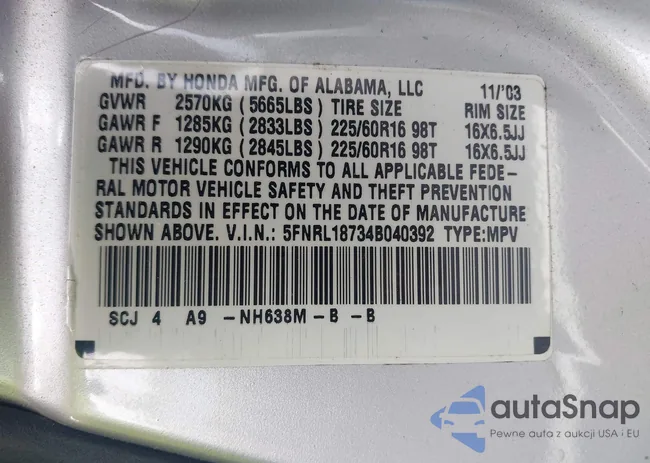 MFD. BY HONDA MFG. OF ALABAMA, LLC 11/'03
GVWR 2570KG (5665LBS) TIRE SIZE RIM SIZE
GAWR F 1285KG (2833LBS) 225/60R16 98T 16X6.5JJ
GAWR R 1290KG (2845LBS) 225/60R16 98T 16X6.5JJ
THIS VEHICLE CONFORMS TO ALL APPLICABLE FEDE-
RAL MOTOR VEHICLE SAFETY AND THEFT PREVENTION
STANDARDS IN EFFECT ON THE DATE OF MANUFACTURE
SHOWN ABOVE. V.I.N.: 5FNRL18734B040392 TYPE:MPV
SCJ 4 A9 -NH638M-B -B
autaSnap
Pewne auta z aukcji USA i EU